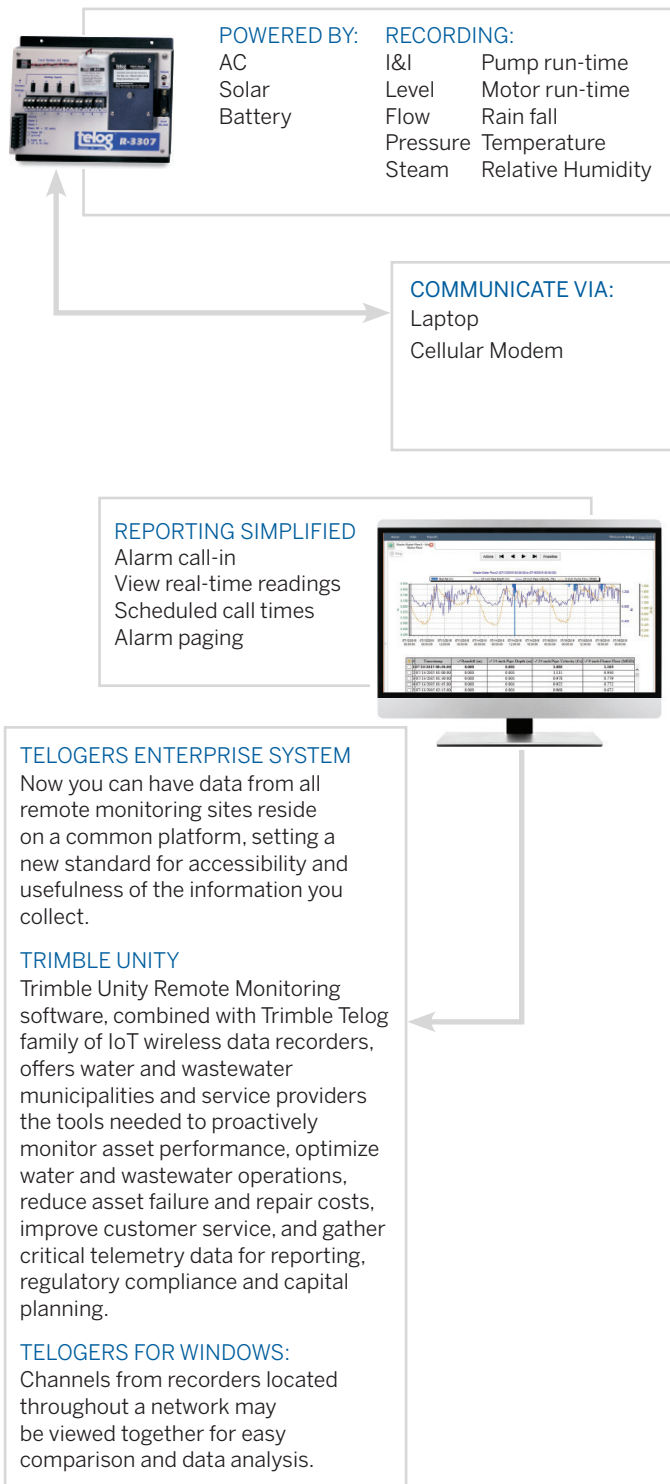 telog R-3307
POWERED BY:
AC
Solar
Battery
RECORDING:
I&I
Level
Flow
Pressure
Steam
Pump run-time
Motor run-time
Rain fall
Temperature
Relative Humidity
COMMUNICATE VIA:
Laptop
Cellular Modem
REPORTING SIMPLIFIED
Alarm call-in
View real-time readings
Scheduled call times
Alarm paging
TELOGERS ENTERPRISE SYSTEM
Now you can have data from all
remote monitoring sites reside
on a common platform, setting a
new standard for accessibility and
usefulness of the information you
collect.
TRIMBLE UNITY
Trimble Unity Remote Monitoring
software, combined with Trimble Telog
family of IoT wireless data recorders,
offers water and wastewater
municipalities and service providers
the tools needed to proactively
monitor asset performance, optimize
water and wastewater operations,
reduce asset failure and repair costs,
improve customer service, and gather
critical telemetry data for reporting,
regulatory compliance and capital
planning.
TELOGERS FOR WINDOWS:
Channels from recorders located
throughout a network may
be viewed together for easy
comparison and data analysis.